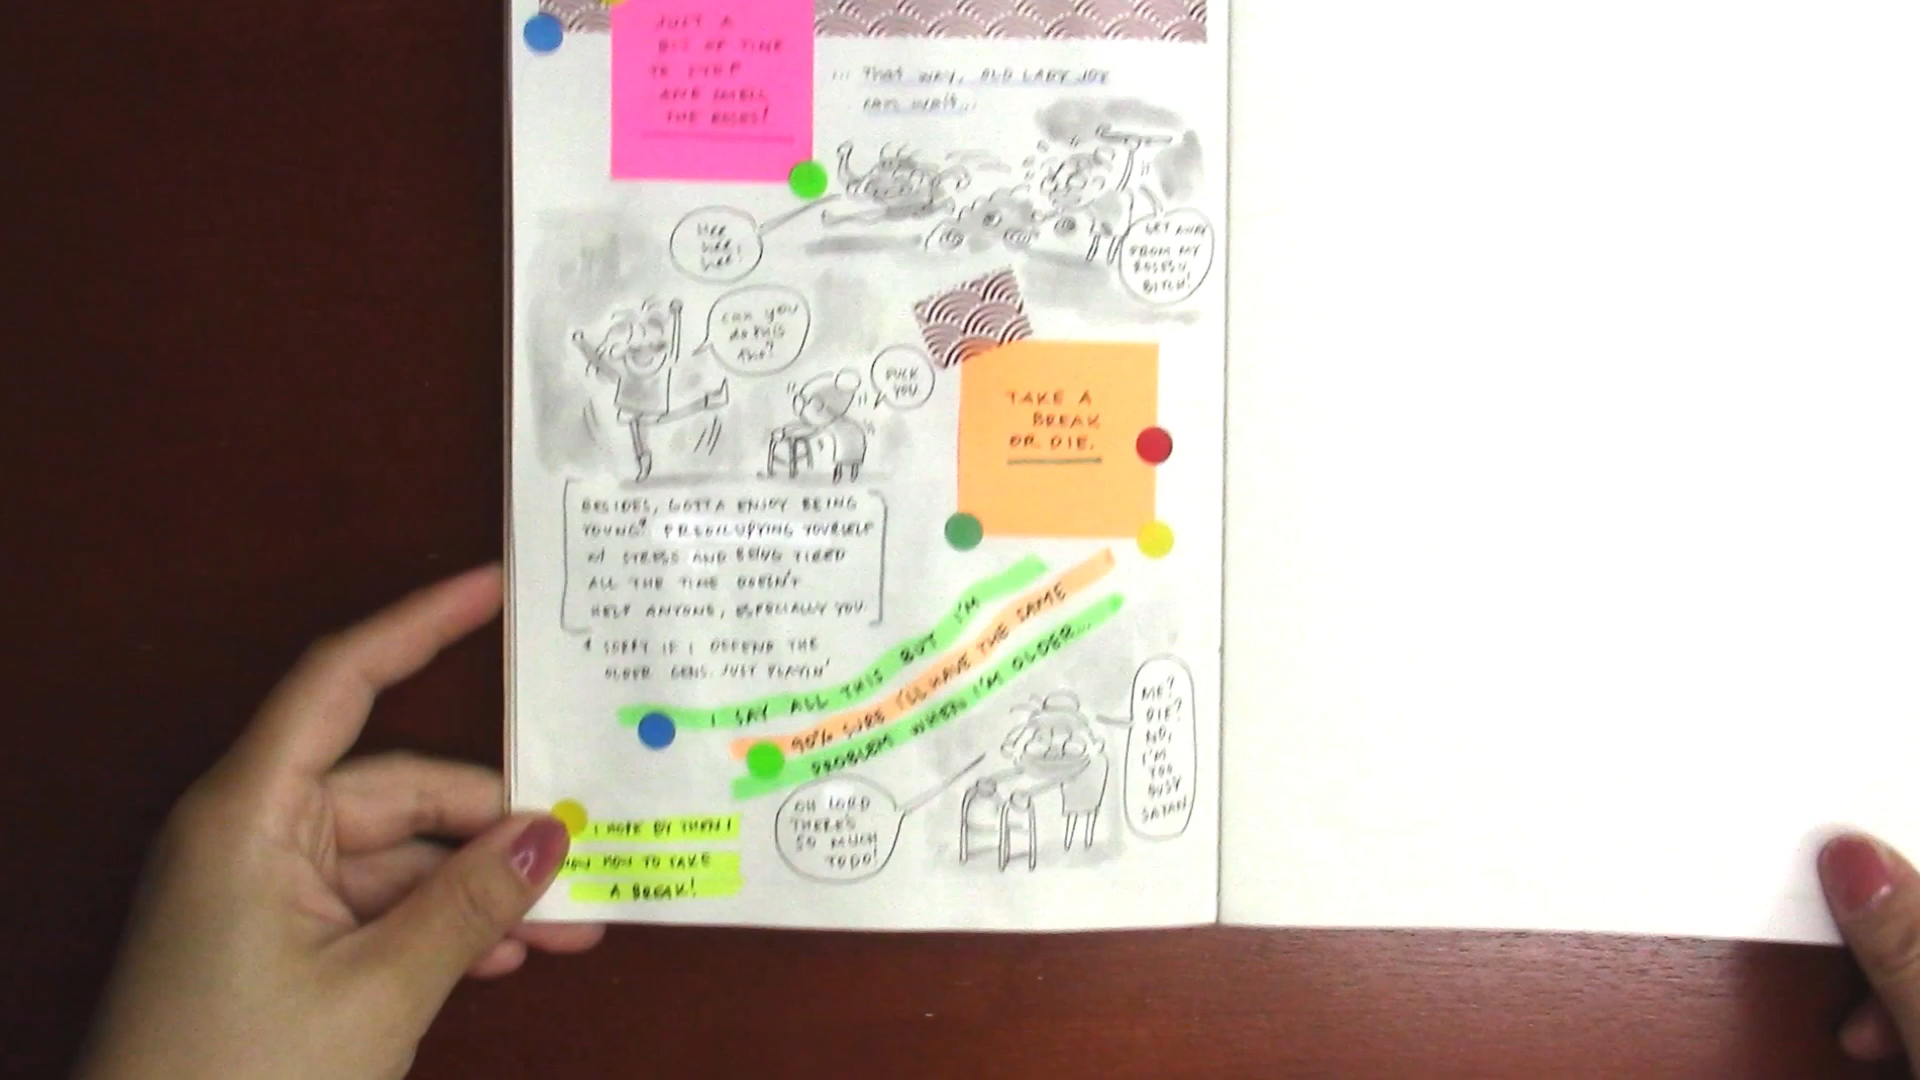 JUST A
BIT OF TIME
TO STOP
AND SMELL
THE ROSES!
... THAT WAY, OLD LADY JOY
CAN WAIT...
HEE
HEE
HEE!
GET AWAY
FROM MY
ROSES U
BITCH!
CAN YOU
DO THIS
THO?
FUCK
YOU
TAKE A
BREAK
OR DIE.
BESIDES, GOTTA ENJOY BEING
YOUNG? PREOCCUPYING YOURSELF
W/ STRESS AND BEING TIRED
ALL THE TIME DOESN'T
HELP ANYONE, ESPECIALLY YOU.
* SORRY IF I OFFEND THE
OLDER GENS. JUST PLAYIN'
I SAY ALL THIS BUT I'M
90% SURE I'LL HAVE THE SAME
PROBLEM WHEN I'M OLDER...
ME?
DIE?
NO,
I'M
TOO
BUSY
SATAN
OH LORD
THERE'S
SO MUCH
TO DO!
I HOPE BY THEN I
NOW HOW TO TAKE
A BREAK!